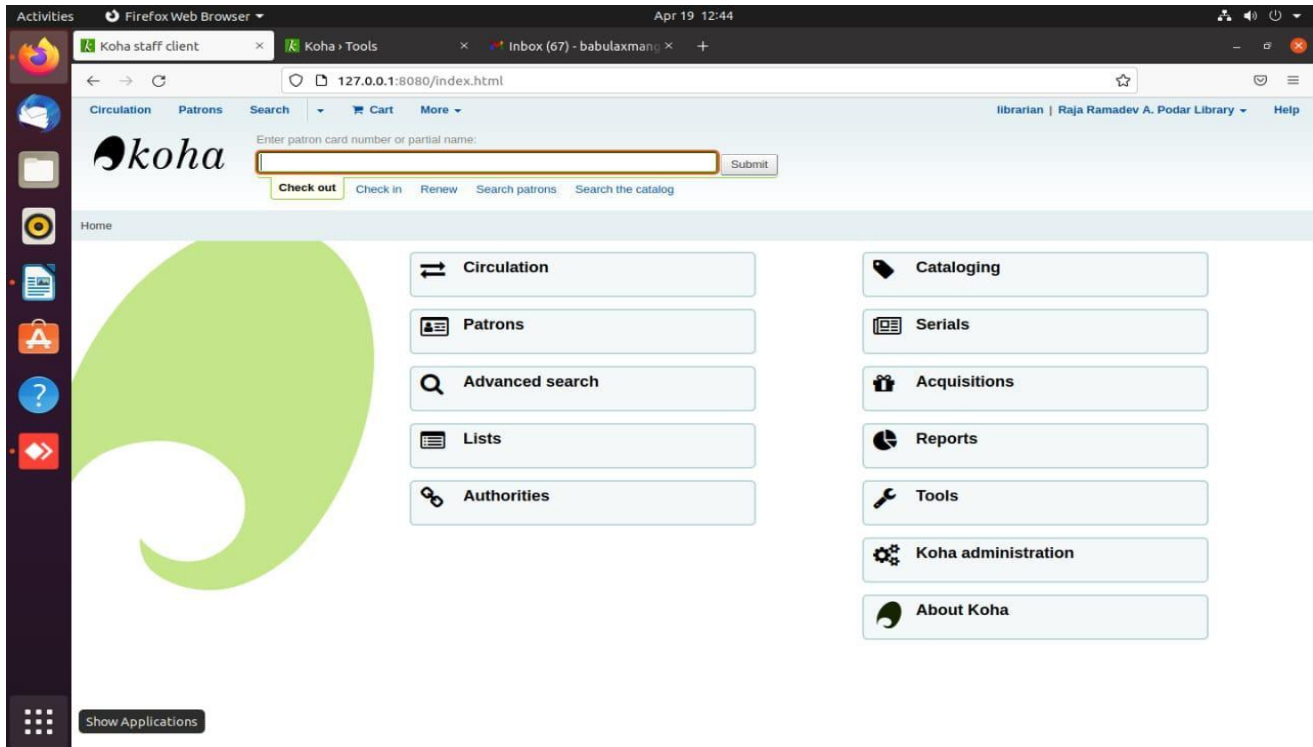 Activities Firefox Web Browser Apr 19 12:44
Koha staff client × Koha › Tools × Inbox (67) - babulaxmang × +
127.0.0.1:8080/index.html
Circulation Patrons Search Cart More librarian | Raja Ramadev A. Podar Library Help
koha
Enter patron card number or partial name:
Submit
Check out Check in Renew Search patrons Search the catalog
Home
Circulation Cataloging
Patrons Serials
Advanced search Acquisitions
Lists Reports
Authorities Tools
Koha administration
About Koha
Show Applications